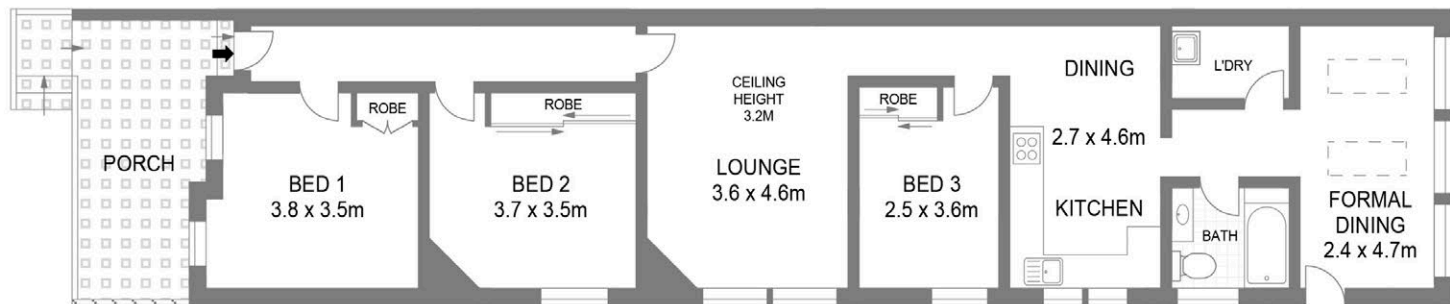 PORCH
BED 1
3.8 x 3.5m
ROBE
BED 2
3.7 x 3.5m
ROBE
CEILING
HEIGHT
3.2M
LOUNGE
3.6 x 4.6m
ROBE
BED 3
2.5 x 3.6m
DINING
2.7 x 4.6m
KITCHEN
L'DRY
BATH
FORMAL
DINING
2.4 x 4.7m